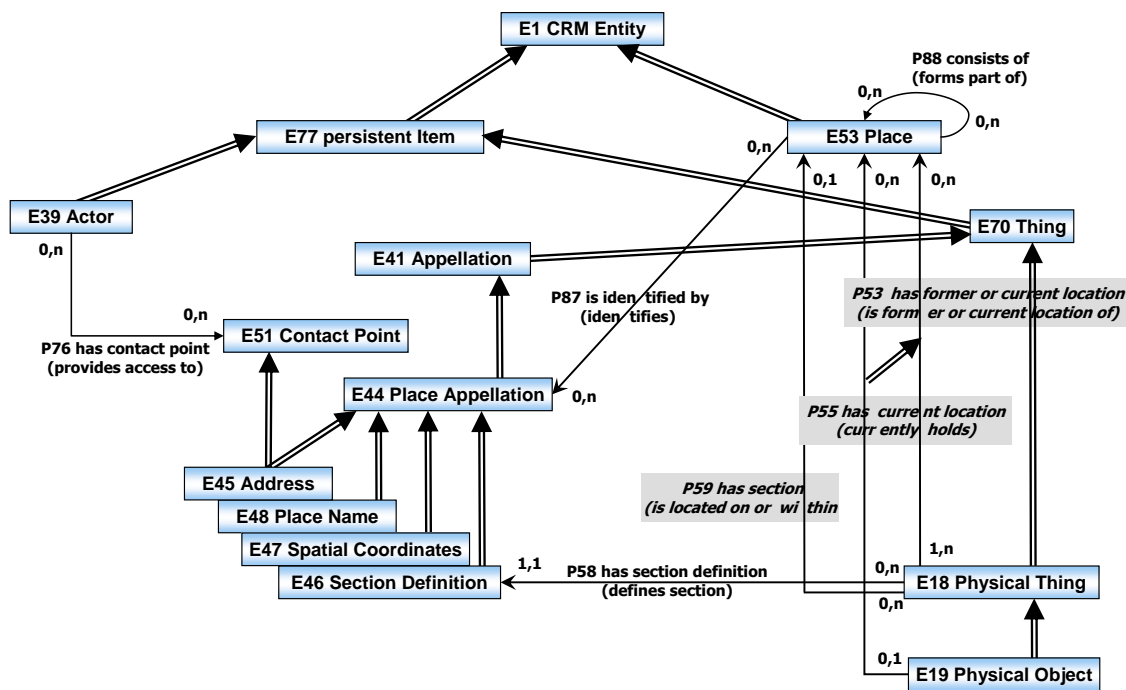 E1 CRM Entity
P88 consists of
(forms part of)
0,n
0,n
E77 persistent Item
E53 Place
0,n
0,1
0,n
0,n
E39 Actor
0,n
E70 Thing
E41 Appellation
P87 is iden tified by
(iden tifies)
P53 has former or current location
(is form er or current location of)
0,n
E51 Contact Point
P76 has contact point
(provides access to)
E44 Place Appellation
0,n
P55 has current location
(curr ently holds)
E45 Address
P59 has section
(is located on or wi thin
E48 Place Name
E47 Spatial Coordinates
1,n
1,1
P58 has section definition
(defines section)
0,n
E46 Section Definition
E18 Physical Thing
0,n
0,1
E19 Physical Object